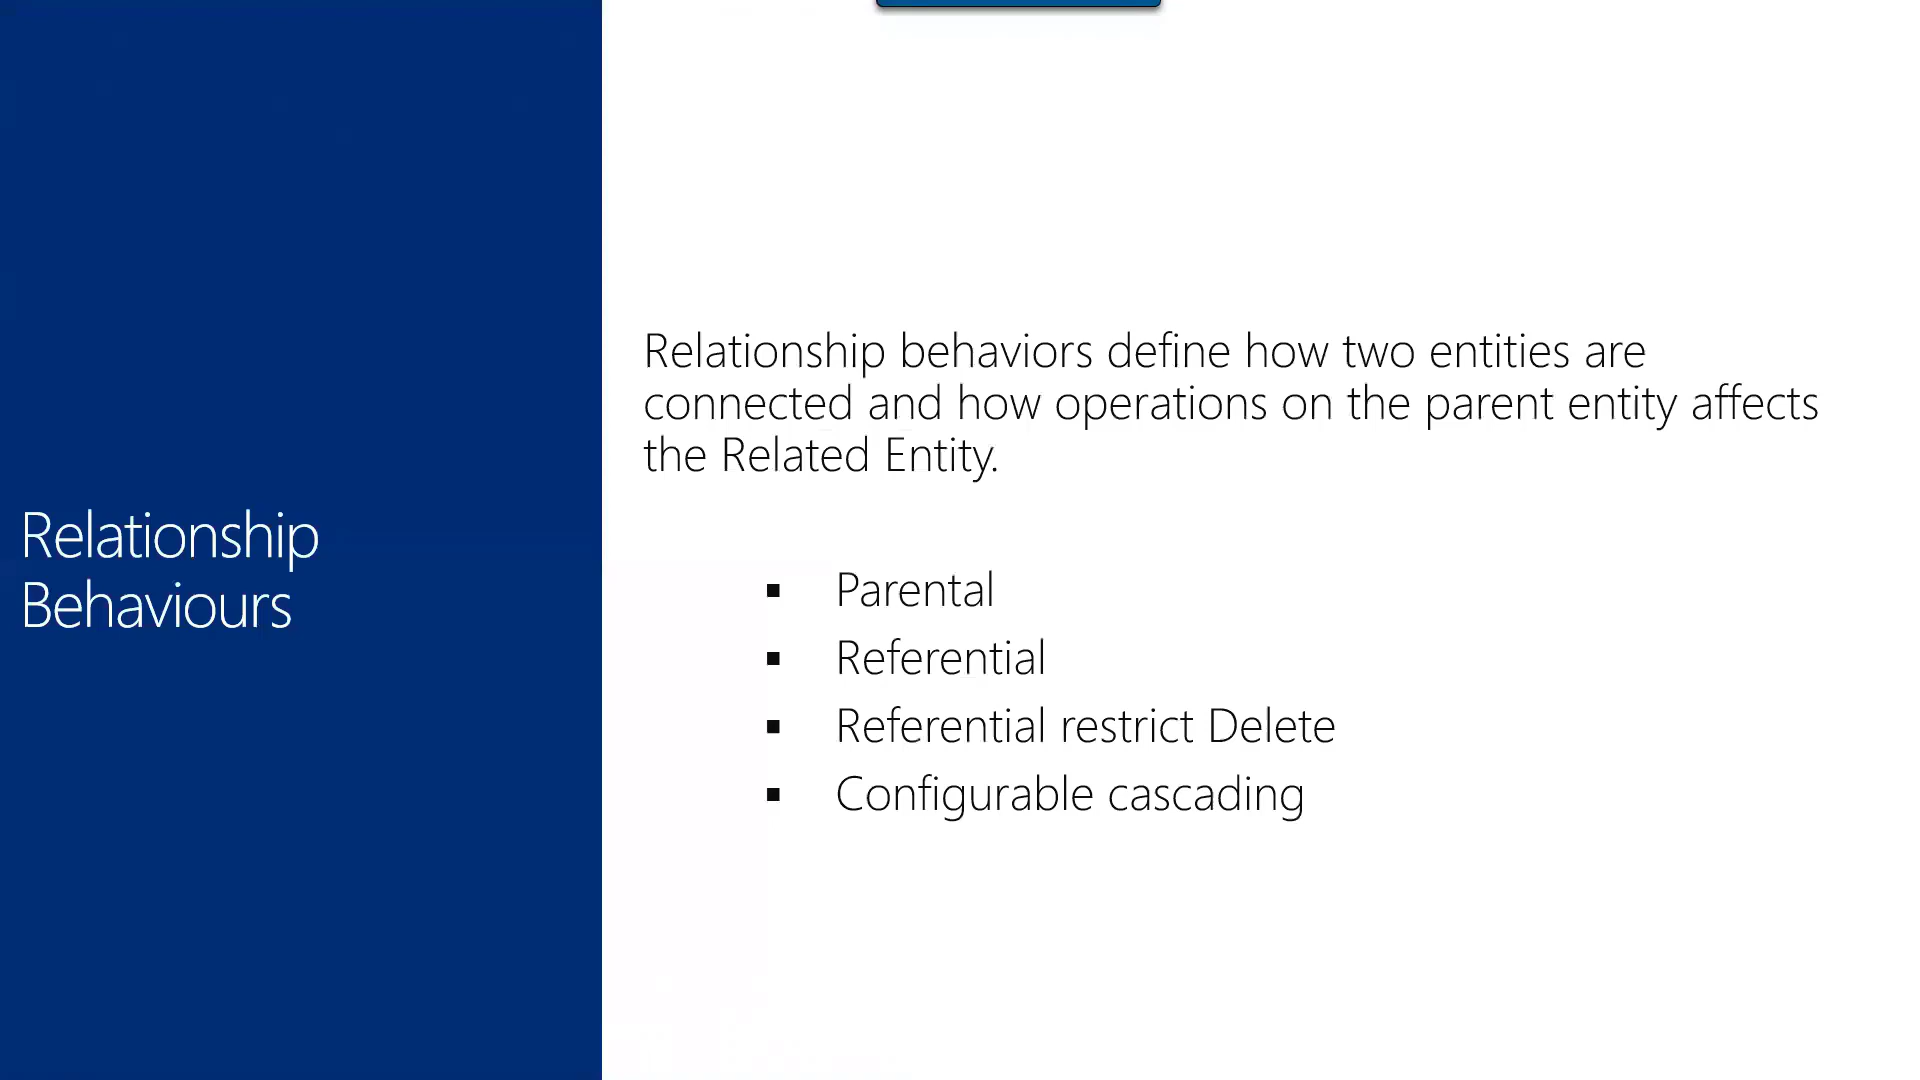 Relationship
Behaviours
Relationship behaviors define how two entities are
connected and how operations on the parent entity affects
the Related Entity.
▪ Parental
▪ Referential
▪ Referential restrict Delete
▪ Configurable cascading